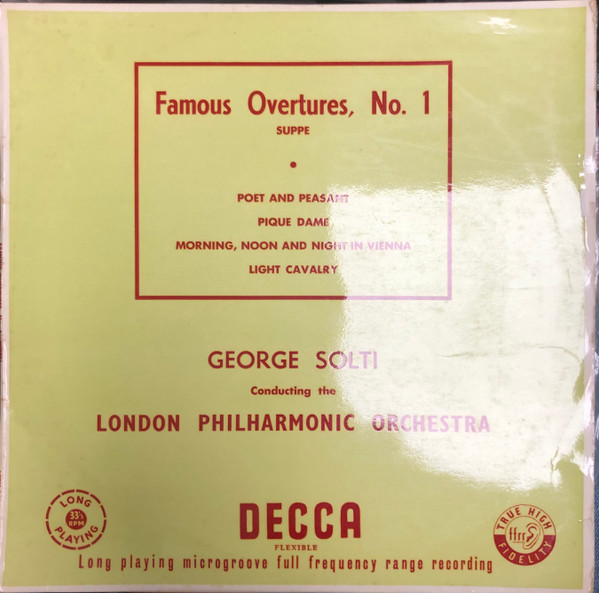 Famous Overtures, No. 1
SUPPE
POET AND PEASANT
PIQUE DAME
MORNING, NOON AND NIGHT IN VIENNA
LIGHT CAVALRY
GEORGE SOLTI
Conducting the
LONDON PHILHARMONIC ORCHESTRA
LONG
33⅓
RPM
PLAYING
DECCA
FLEXIBLE
TRUE HIGH
ffrr
FIDELITY
Long playing microgroove full frequency range recording